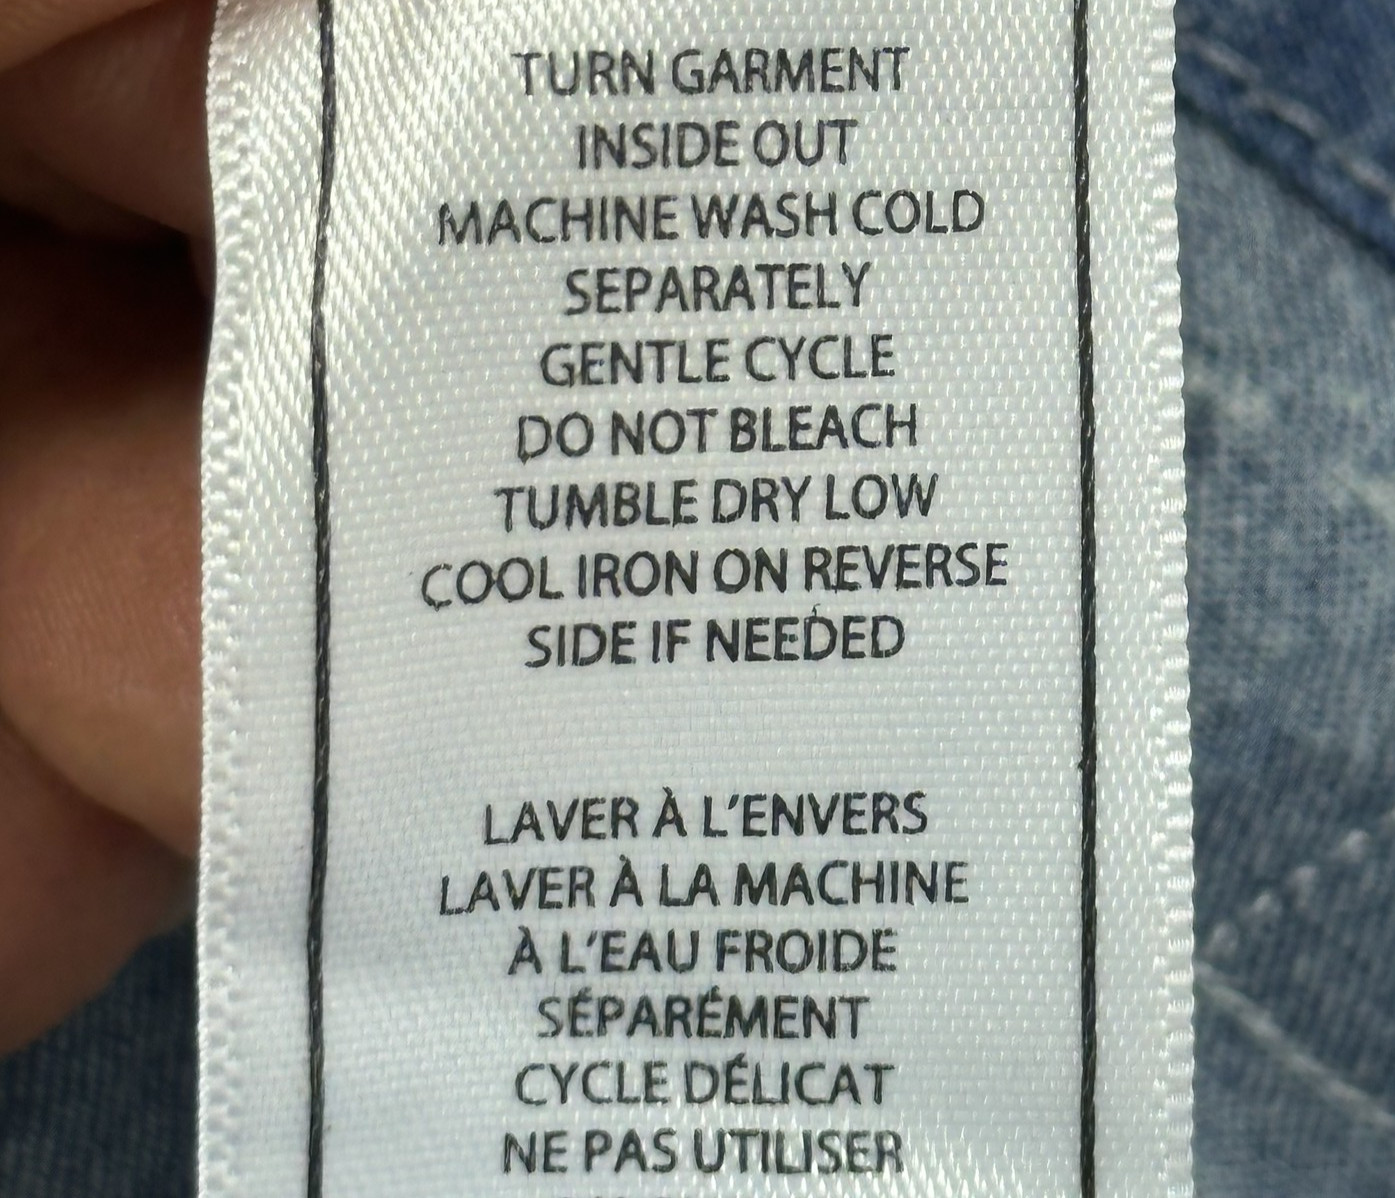 TURN GARMENT
INSIDE OUT
MACHINE WASH COLD
SEPARATELY
GENTLE CYCLE
DO NOT BLEACH
TUMBLE DRY LOW
COOL IRON ON REVERSE
SIDE IF NEEDED
LAVER À L'ENVERS
LAVER À LA MACHINE
À L'EAU FROIDE
SÉPARÉMENT
CYCLE DÉLICAT
NE PAS UTILISER